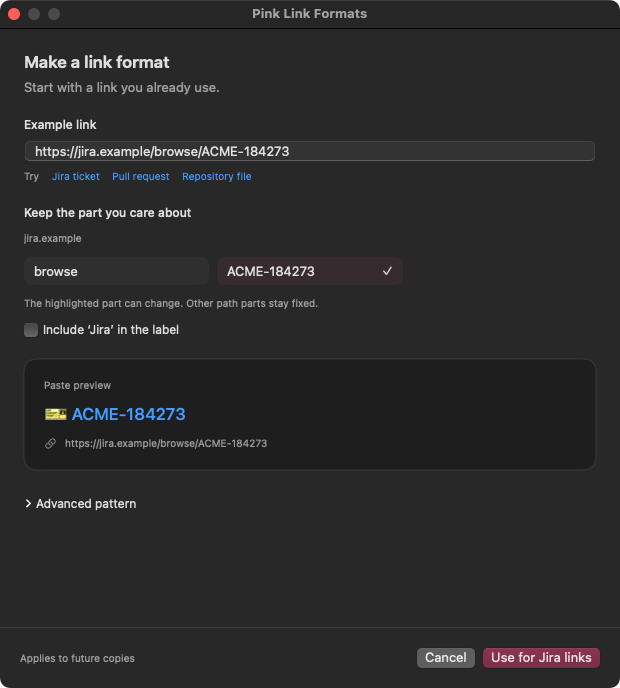 Pink Link Formats
Make a link format
Start with a link you already use.
Example link
https://jira.example/browse/ACME-184273
Try Jira ticket Pull request Repository file
Keep the part you care about
jira.example
browse ACME-184273
The highlighted part can change. Other path parts stay fixed.
Include ‘Jira’ in the label
Paste preview
🎫 ACME-184273
https://jira.example/browse/ACME-184273
Advanced pattern
Applies to future copies Cancel Use for Jira links